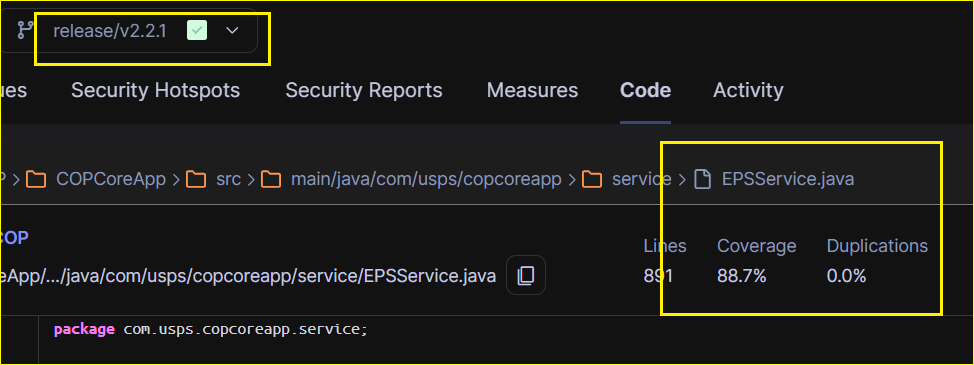 release/v2.2.1
ues Security Hotspots Security Reports Measures Code Activity
P > COPCoreApp > src > main/java/com/usps/copcoreapp > service > EPSService.java
COP
Lines Coverage Duplications
eApp/.../java/com/usps/copcoreapp/service/EPSService.java 891 88.7% 0.0%
package com.usps.copcoreapp.service;